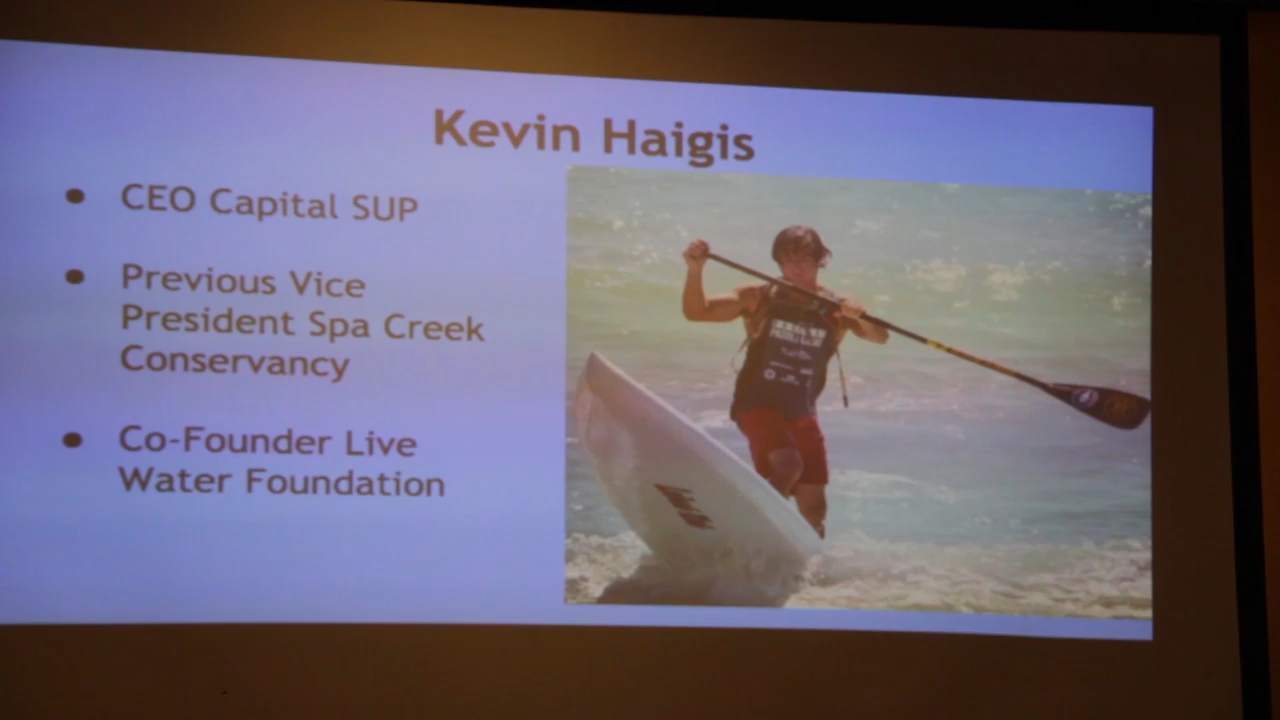 Kevin Haigis
● CEO Capital SUP
● Previous Vice
President Spa Creek
Conservancy
● Co-Founder Live
Water Foundation